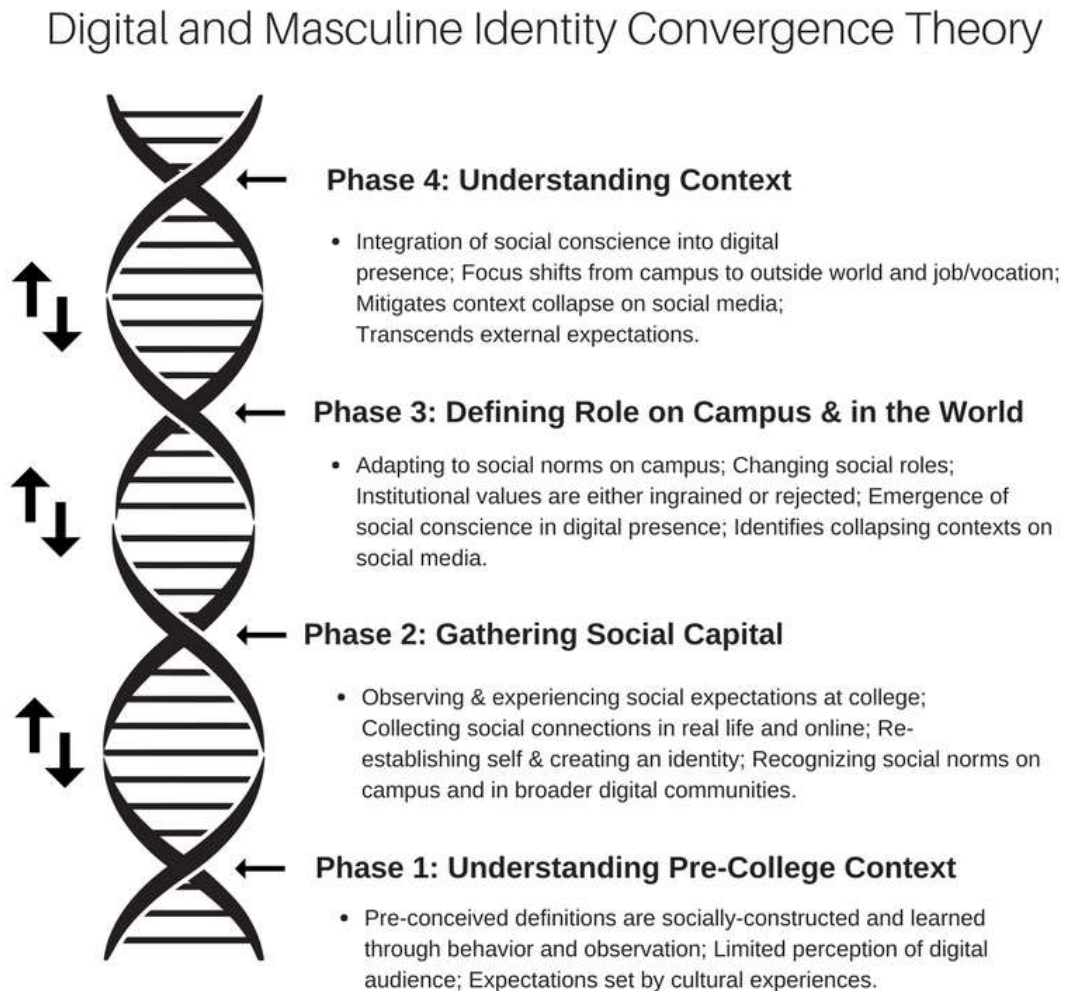 Digital and Masculine Identity Convergence Theory
Phase 4: Understanding Context
• Integration of social conscience into digital
presence; Focus shifts from campus to outside world and job/vocation;
Mitigates context collapse on social media;
Transcends external expectations.
Phase 3: Defining Role on Campus & in the World
• Adapting to social norms on campus; Changing social roles;
Institutional values are either ingrained or rejected; Emergence of
social conscience in digital presence; Identifies collapsing contexts on
social media.
Phase 2: Gathering Social Capital
• Observing & experiencing social expectations at college;
Collecting social connections in real life and online; Re-
establishing self & creating an identity; Recognizing social norms on
campus and in broader digital communities.
Phase 1: Understanding Pre-College Context
• Pre-conceived definitions are socially-constructed and learned
through behavior and observation; Limited perception of digital
audience; Expectations set by cultural experiences.